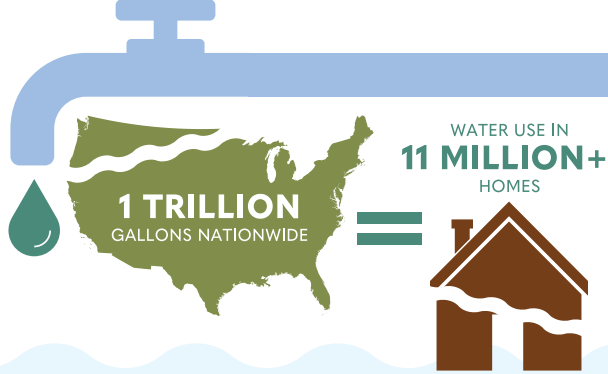 1 TRILLION
GALLONS NATIONWIDE
=
WATER USE IN
11 MILLION+
HOMES